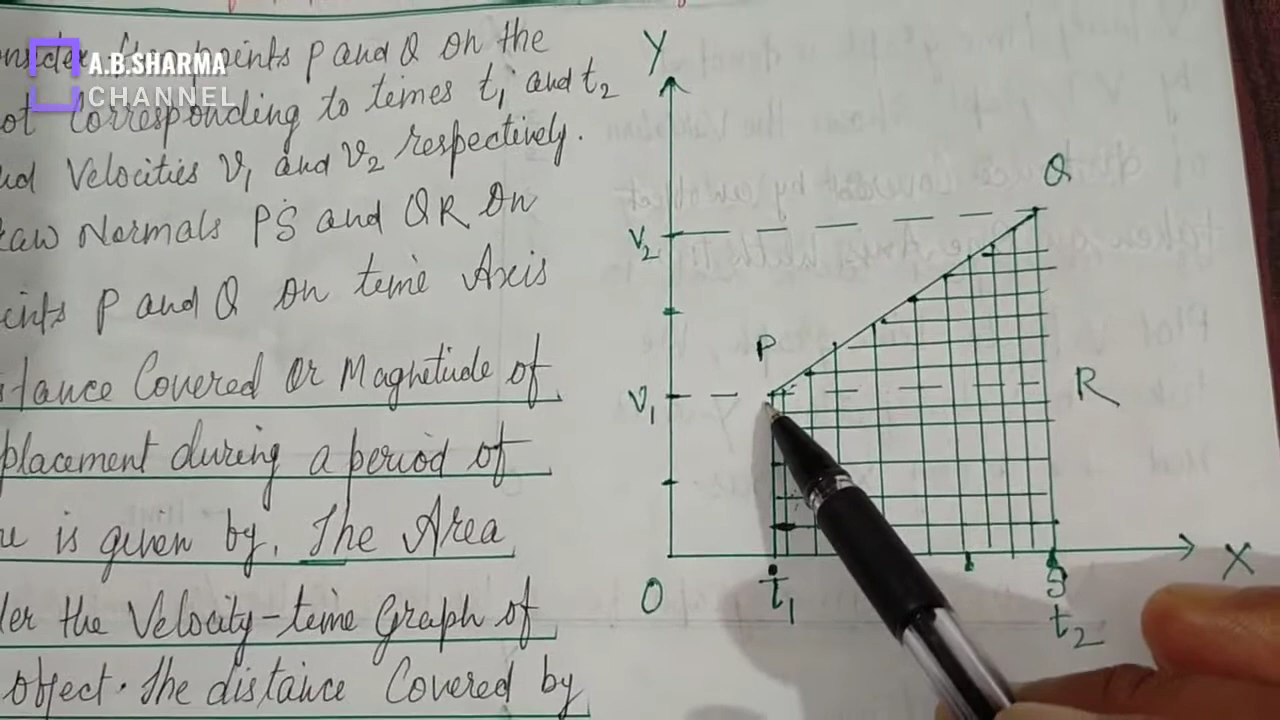 A.B.SHARMA
CHANNEL
points P and Q on the
Corresponding to times t1 and t2
Velocities V1 and V2 respectively.
Normals PS and QR on
P and Q on time Axis
Covered or Magnitude of
placement during a period of
is given by. The Area
the Velocity-time Graph of
object. The distance Covered by
Y
Q
V2
P
V1
R
O
t1
S
t2
X